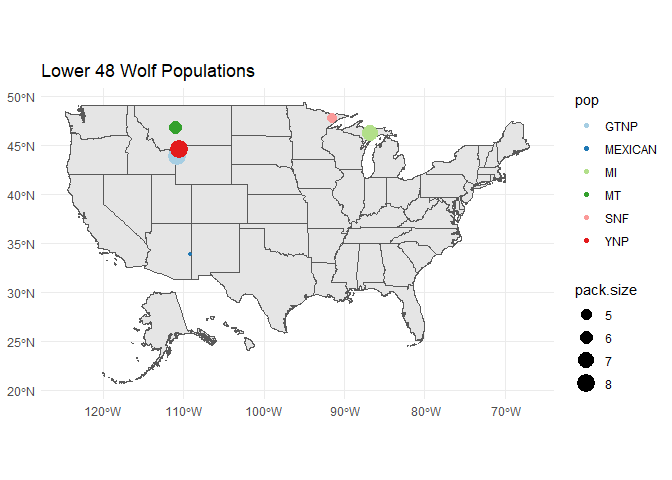 Lower 48 Wolf Populations
50°N
45°N
40°N
35°N
30°N
25°N
20°N
120°W
110°W
100°W
90°W
80°W
70°W
pop
GTNP
MEXICAN
MI
MT
SNF
YNP
pack.size
5
6
7
8